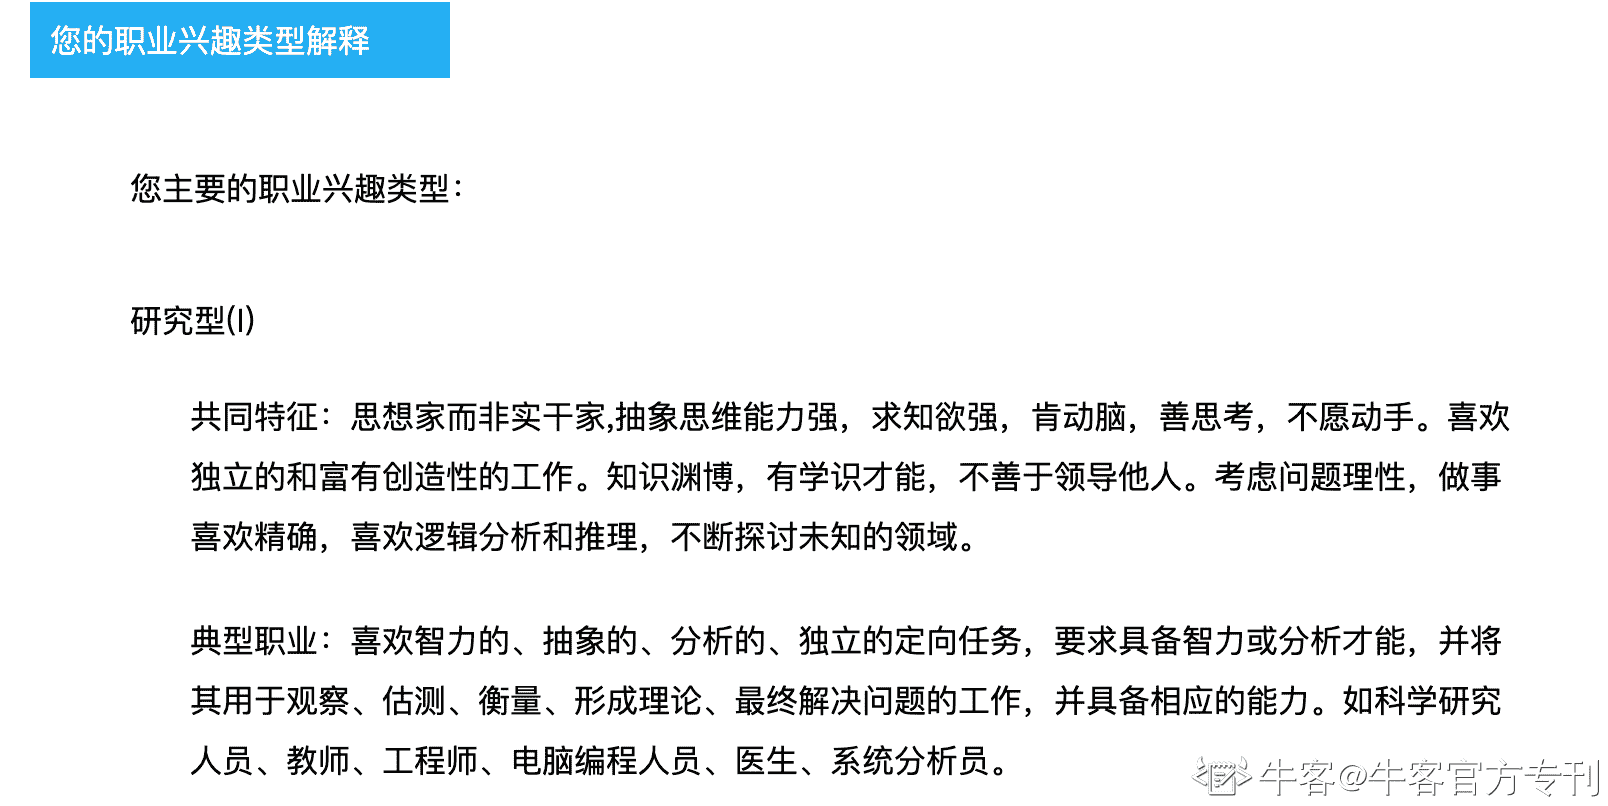 您的职业兴趣类型解释
您主要的职业兴趣类型：
研究型(I)
共同特征：思想家而非实干家,抽象思维能力强，求知欲强，肯动脑，善思考，不愿动手。喜欢
独立的和富有创造性的工作。知识渊博，有学识才能，不善于领导他人。考虑问题理性，做事
喜欢精确，喜欢逻辑分析和推理，不断探讨未知的领域。
典型职业：喜欢智力的、抽象的、分析的、独立的定向任务，要求具备智力或分析才能，并将
其用于观察、估测、衡量、形成理论、最终解决问题的工作，并具备相应的能力。如科学研究
人员、教师、工程师、电脑编程人员、医生、系统分析员。
牛客@牛客官方专刊